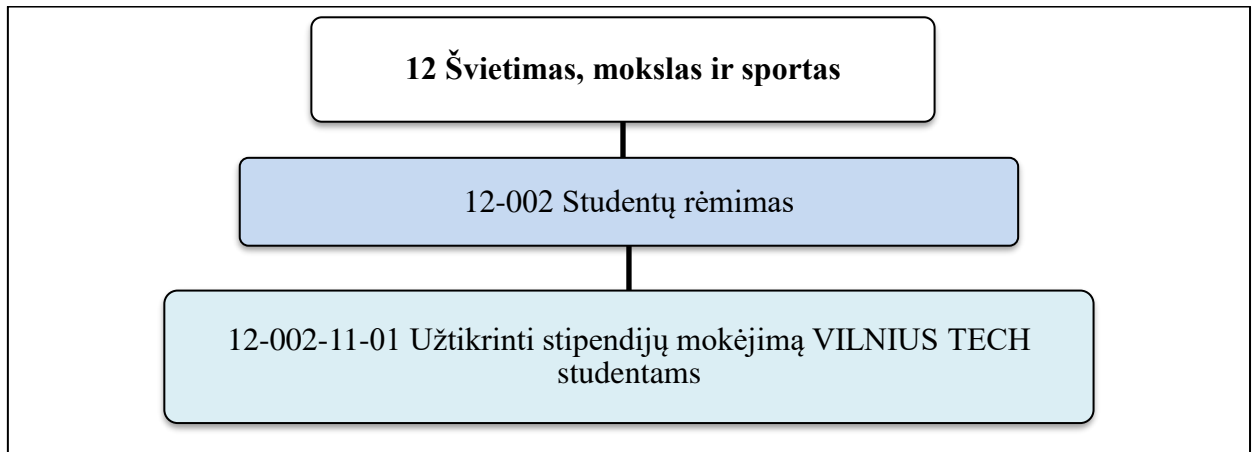 12 Švietimas, mokslas ir sportas
12-002 Studentų rėmimas
12-002-11-01 Užtikrinti stipendijų mokėjimą VILNIUS TECH
studentams